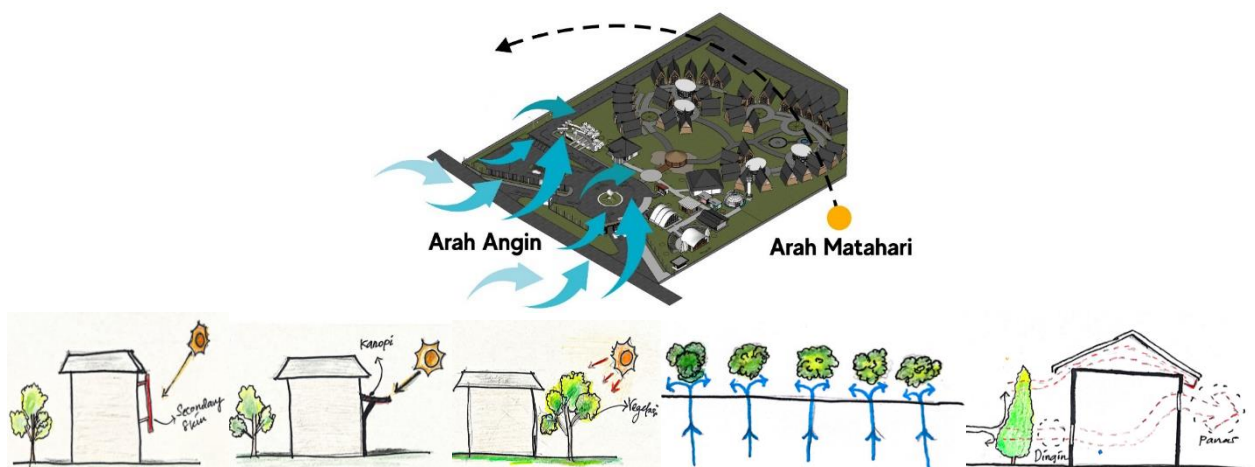 Arah Angin
Arah Matahari
Secondary
Skin
Kanopi
Vegetasi
Dingin
Panas